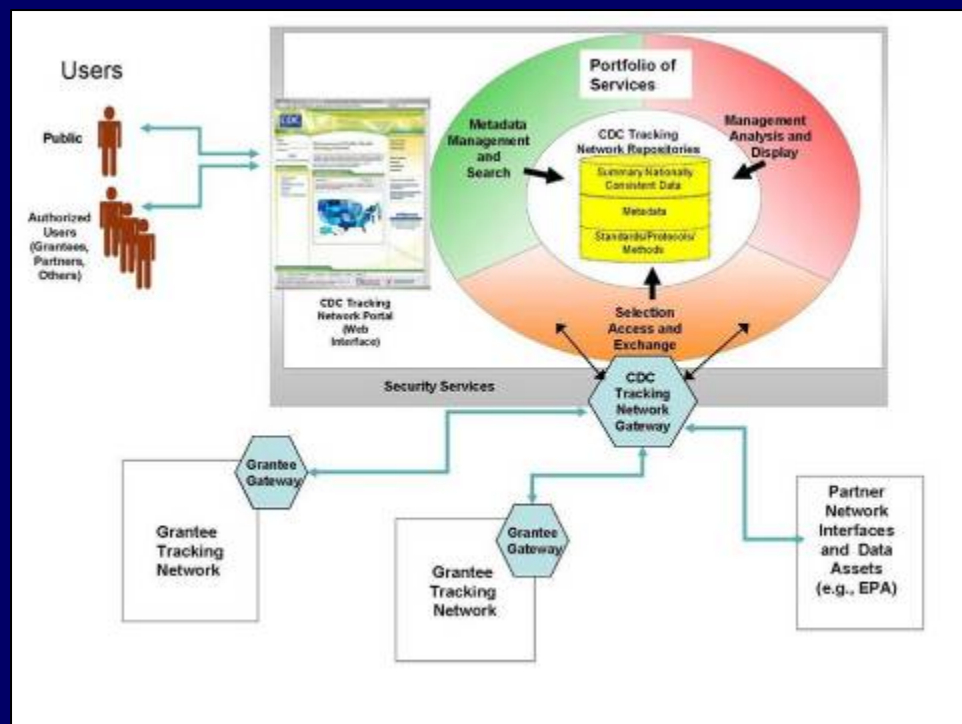 Users
Public
Authorized
Users
(Grantees,
Partners,
Others)
CDC
CDC Tracking
Network Portal
(Web
Interface)
Portfolio of
Services
Metadata
Management
and
Search
Management
Analysis and
Display
CDC Tracking
Network Repositories
Summary Nationally
Consistent Data
Metadata
Standards/Protocols/
Methods
Selection
Access and
Exchange
Security Services
CDC
Tracking
Network
Gateway
Grantee
Gateway
Grantee
Tracking
Network
Grantee
Gateway
Grantee
Tracking
Network
Partner
Network
Interfaces
and Data
Assets
(e.g., EPA)